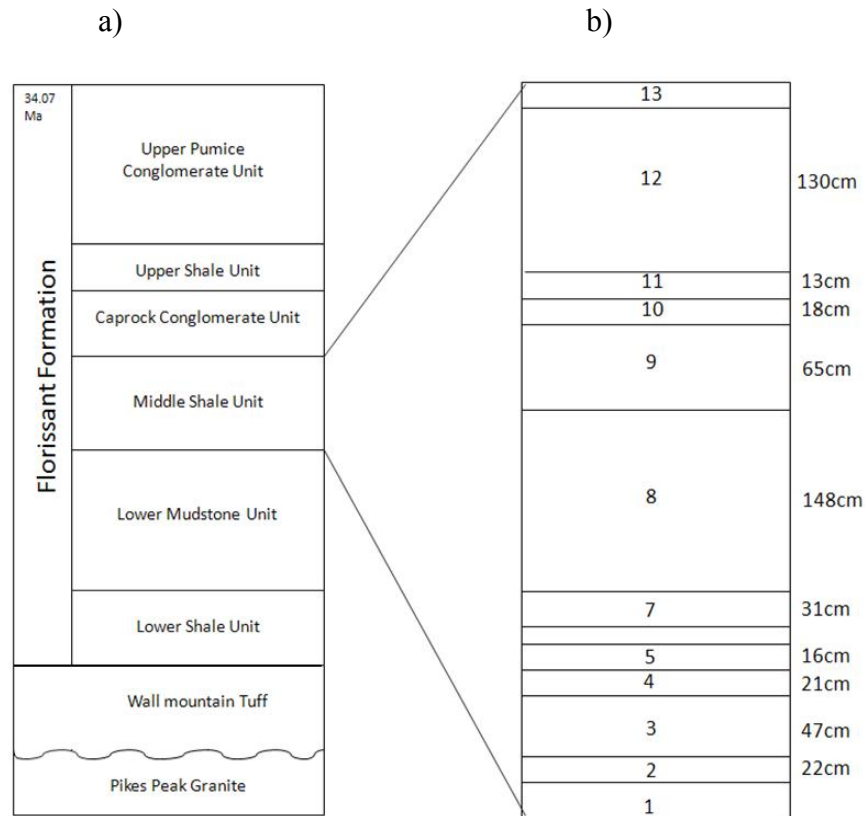 a)
b)
34.07
Ma
Florissant Formation
Upper Pumice
Conglomerate Unit
Upper Shale Unit
Caprock Conglomerate Unit
Middle Shale Unit
Lower Mudstone Unit
Lower Shale Unit
Wall mountain Tuff
Pikes Peak Granite
13
12
130cm
11
13cm
10
18cm
9
65cm
8
148cm
7
31cm
5
16cm
4
21cm
3
47cm
2
22cm
1